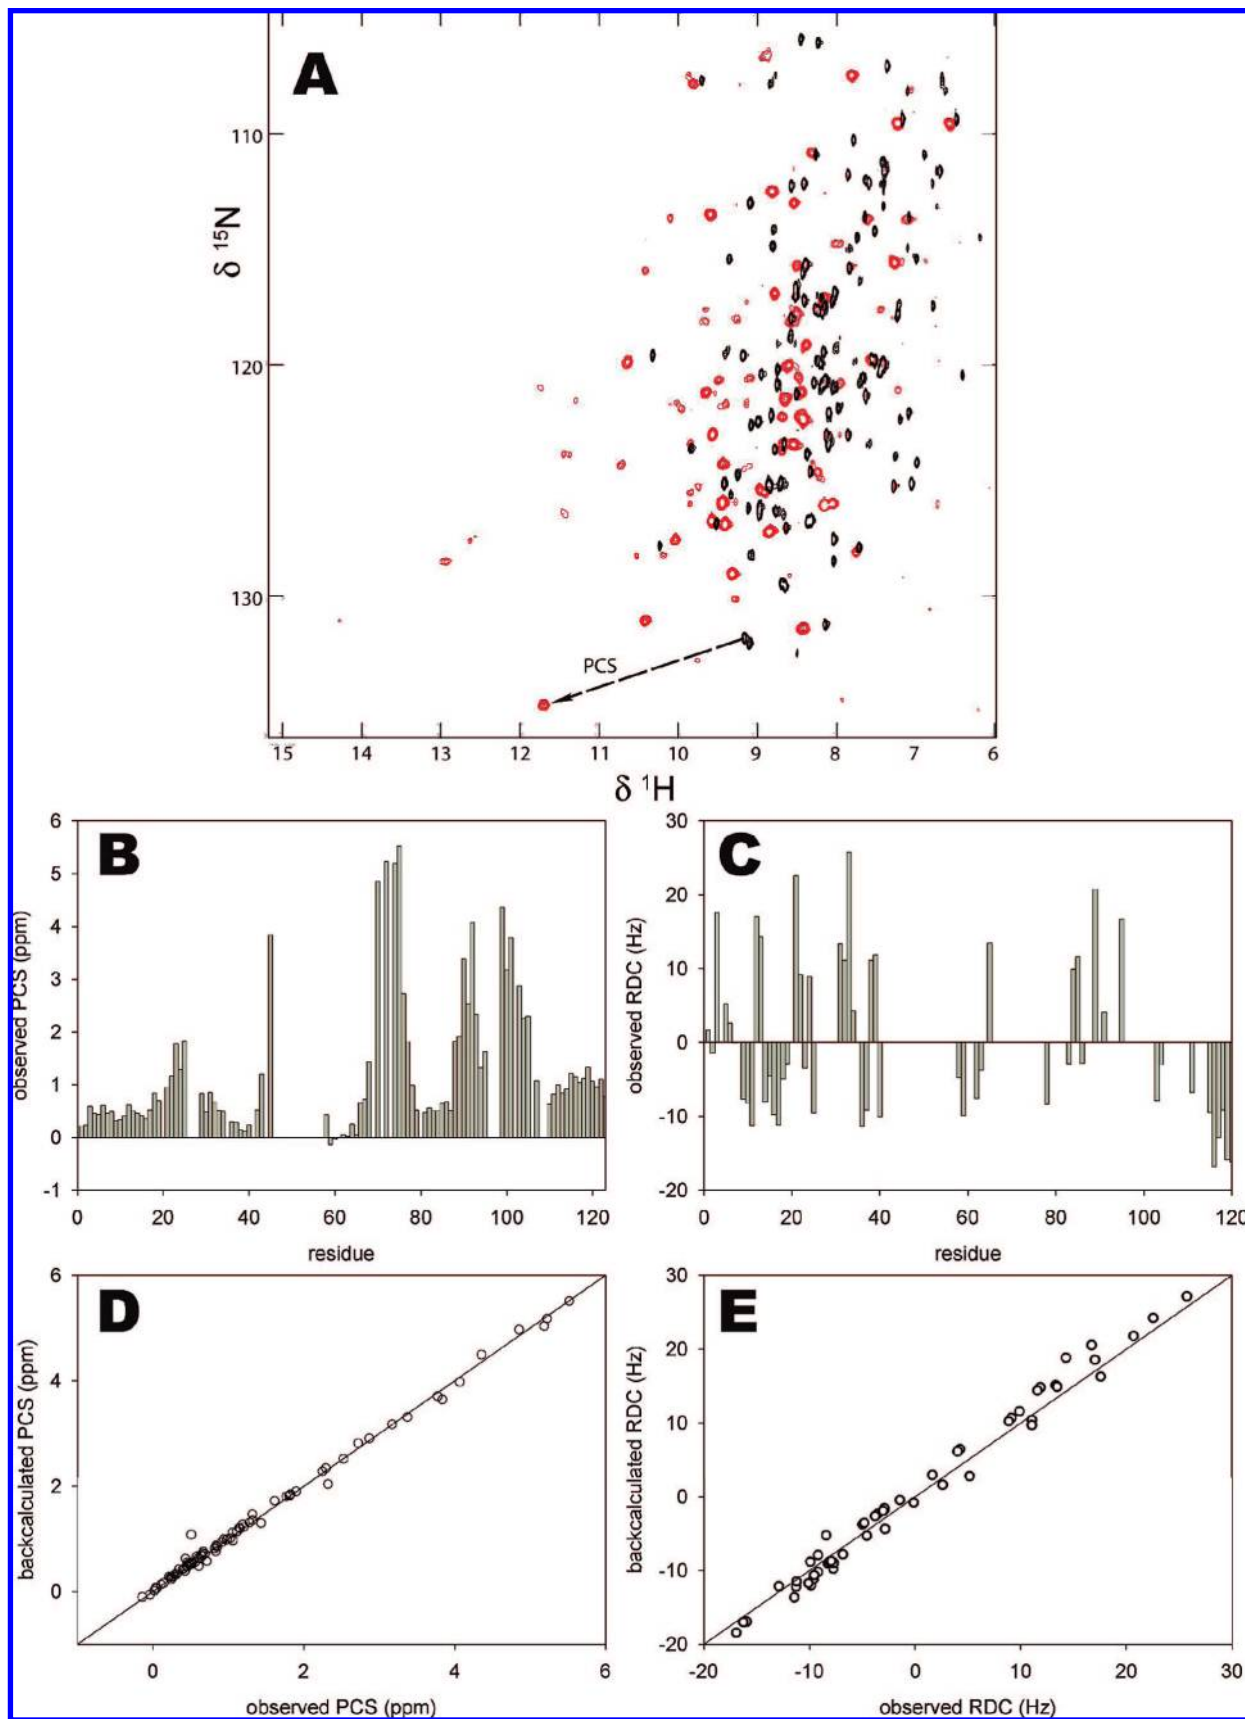 A
110
120
130
δ 15N
PCS
15 14 13 12 11 10 9 8 7 6
δ 1H
B
6
5
4
3
2
1
0
-1
observed PCS (ppm)
0 20 40 60 80 100 120
residue
C
30
20
10
0
-10
-20
observed RDC (Hz)
0 20 40 60 80 100 120
residue
D
6
4
2
0
backcalculated PCS (ppm)
0 2 4 6
observed PCS (ppm)
E
30
20
10
0
-10
-20
backcalculated RDC (Hz)
-20 -10 0 10 20 30
observed RDC (Hz)